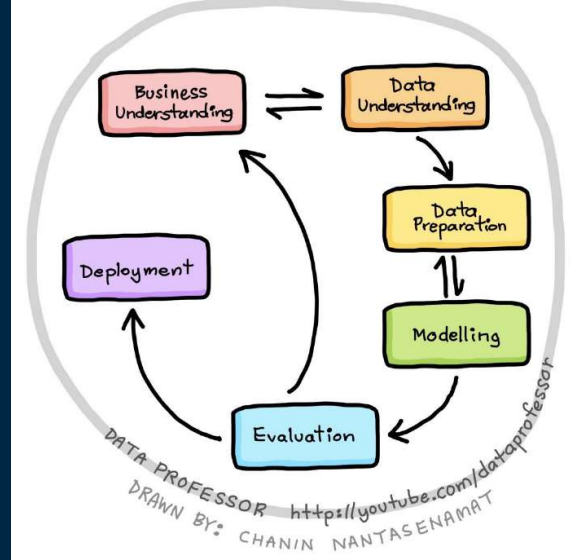 Business
Understanding
Data
Understanding
Data
Preparation
Deployment
Modelling
Evaluation
DATA PROFESSOR http://youtube.com/dataprofessor
DRAWN BY: CHANIN NANTASENAMAT